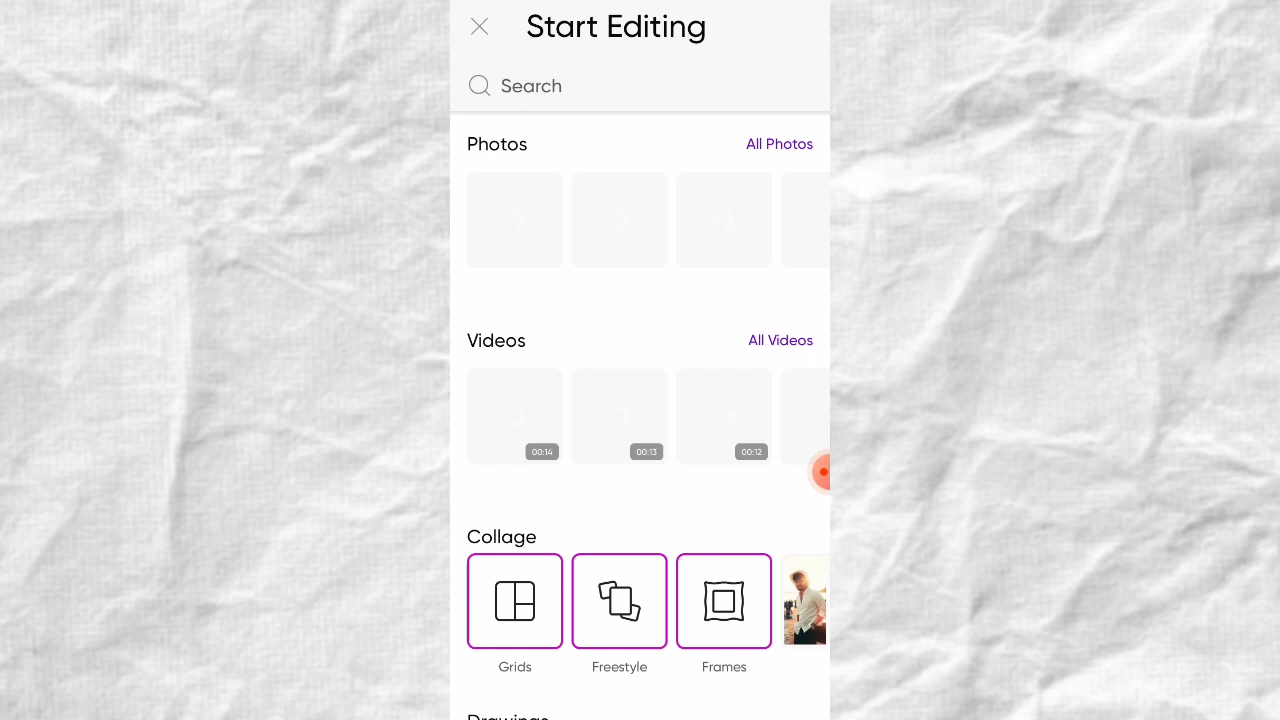 Start Editing
Search
Photos
All Photos
Videos
All Videos
00:14
00:13
00:12
Collage
Grids
Freestyle
Frames
Drawings